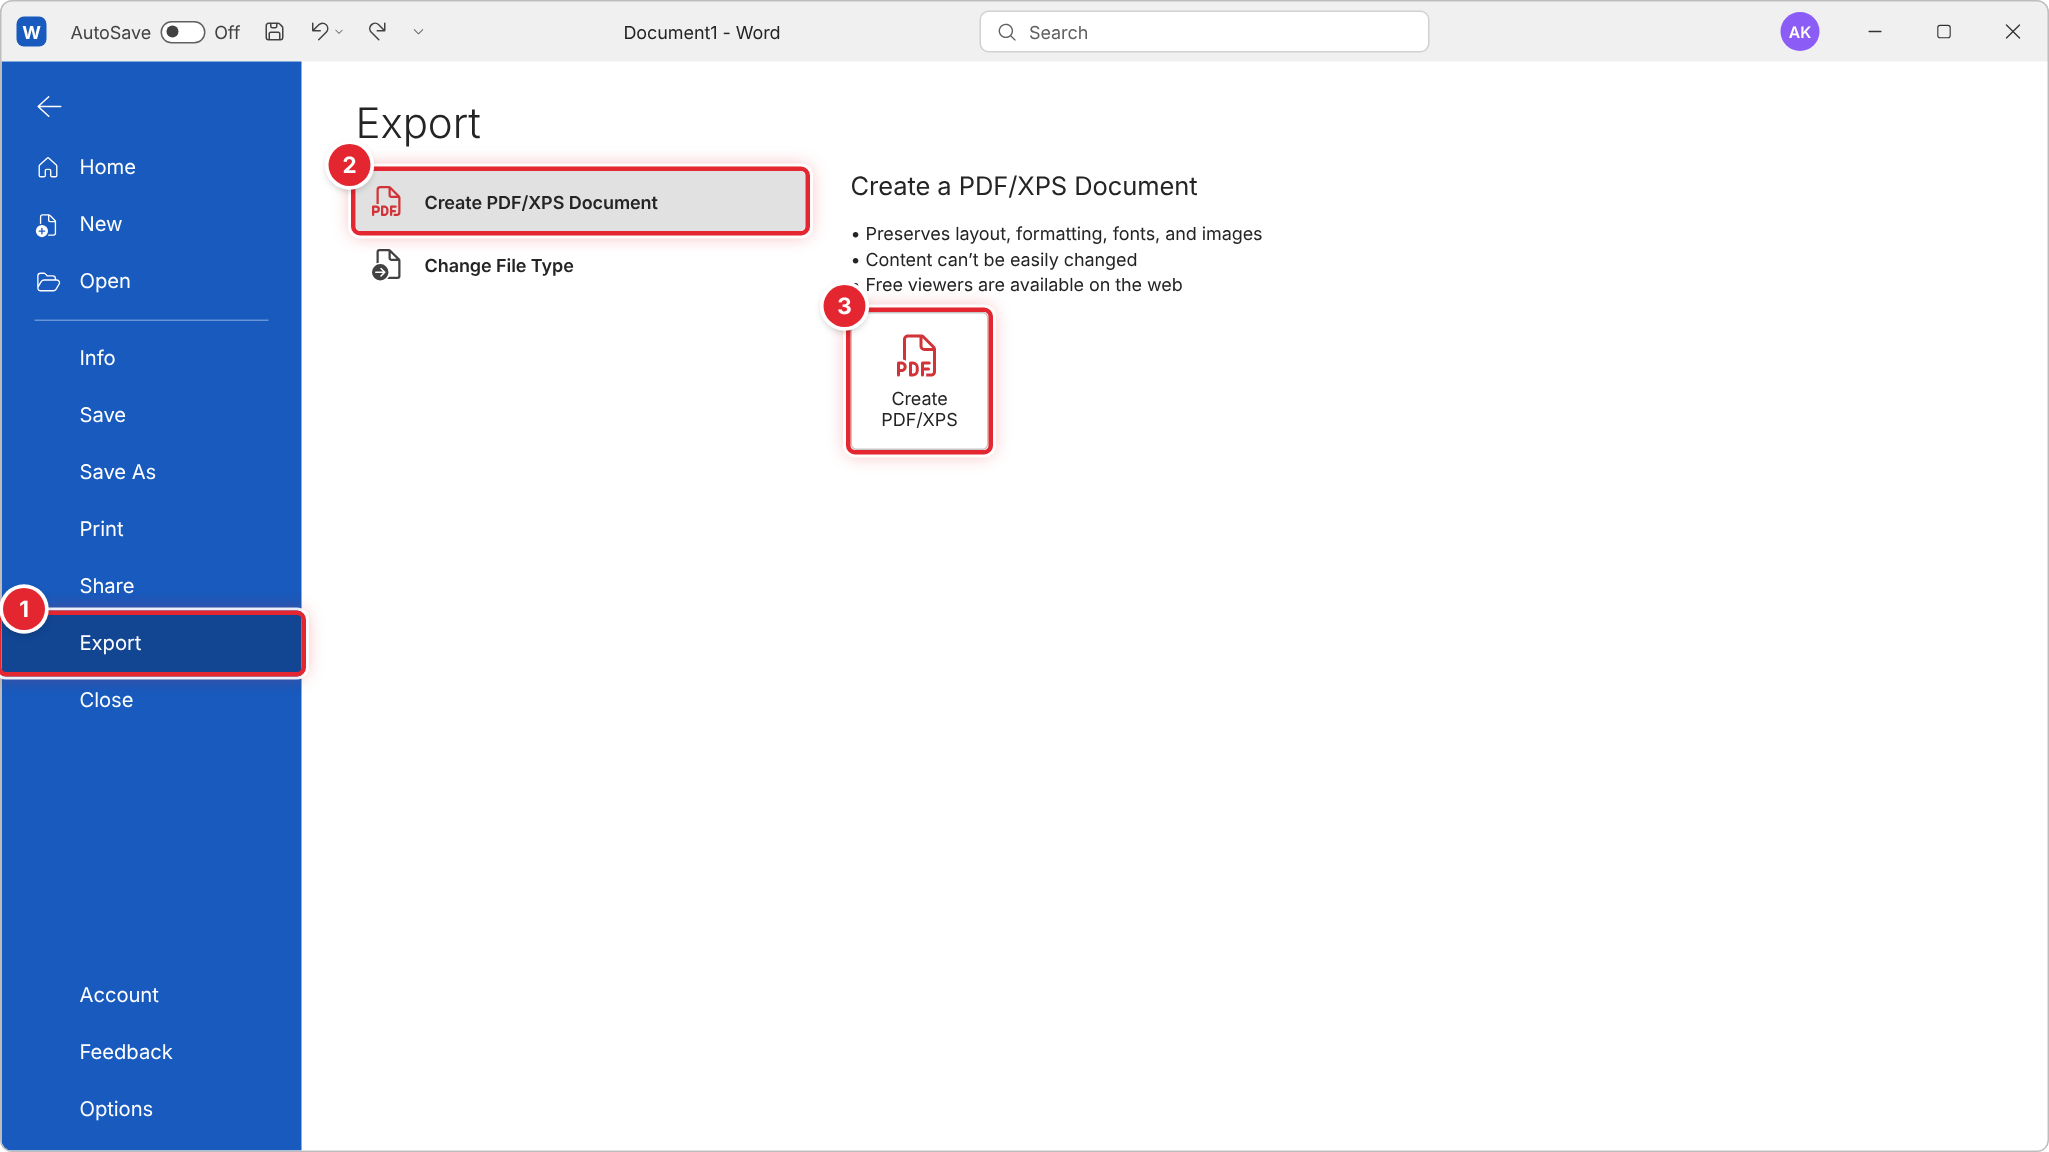 W AutoSave Off Document1 - Word Search AK
Home
New
Open
Info
Save
Save As
Print
Share
1
Export
Close
Account
Feedback
Options
Export
2
PDF Create PDF/XPS Document
Change File Type
Create a PDF/XPS Document
• Preserves layout, formatting, fonts, and images
• Content can’t be easily changed
• Free viewers are available on the web
3
PDF
Create
PDF/XPS